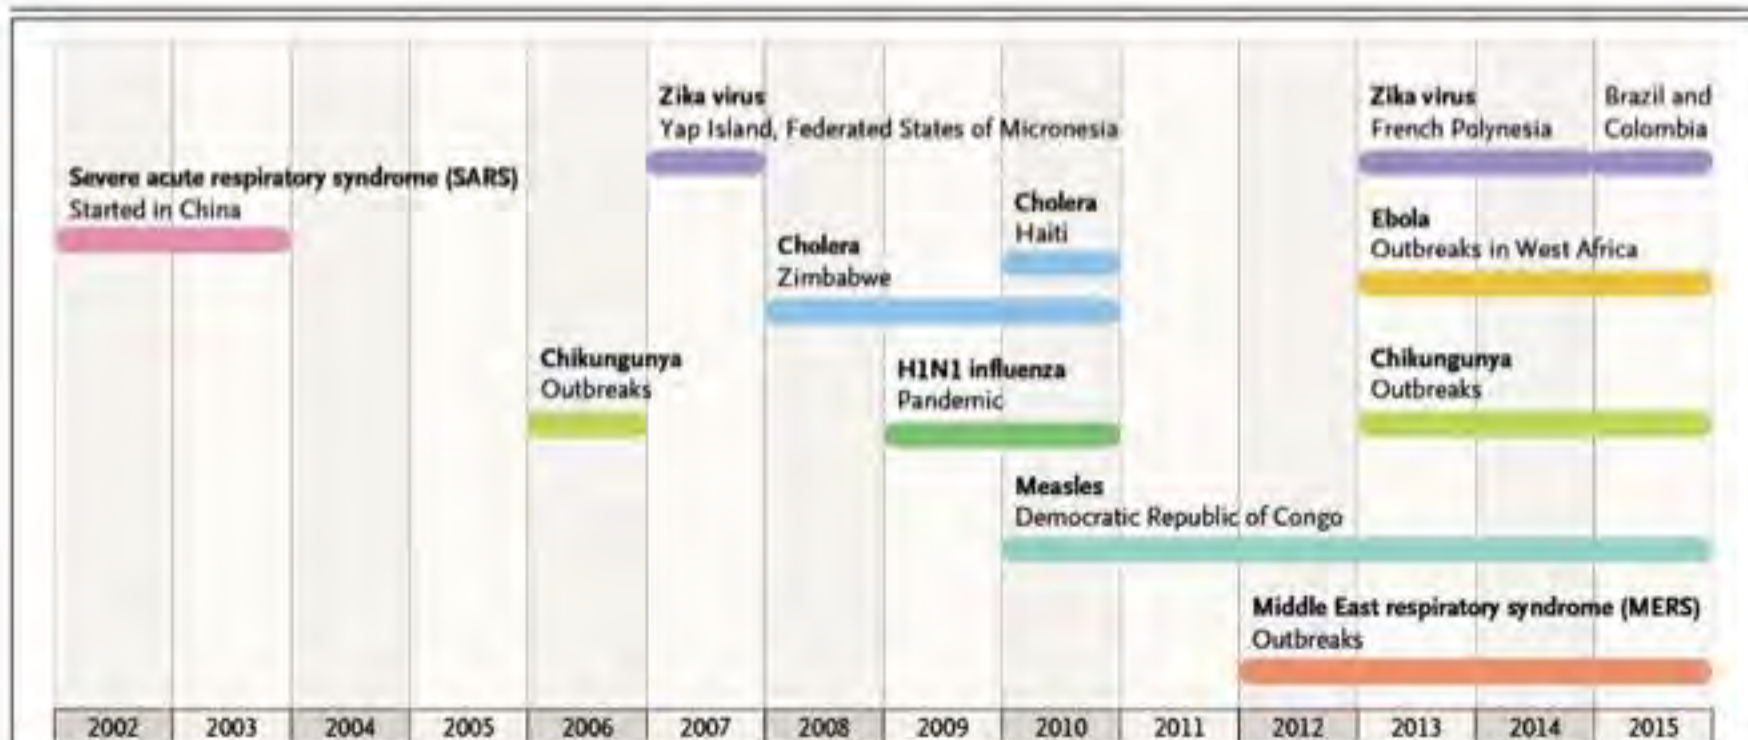 Zika virus
Yap Island, Federated States of Micronesia
Zika virus
French Polynesia
Brazil and
Colombia
Severe acute respiratory syndrome (SARS)
Started in China
Cholera
Haiti
Ebola
Outbreaks in West Africa
Cholera
Zimbabwe
Chikungunya
Outbreaks
H1N1 influenza
Pandemic
Chikungunya
Outbreaks
Measles
Democratic Republic of Congo
Middle East respiratory syndrome (MERS)
Outbreaks
2002 2003 2004 2005 2006 2007 2008 2009 2010 2011 2012 2013 2014 2015